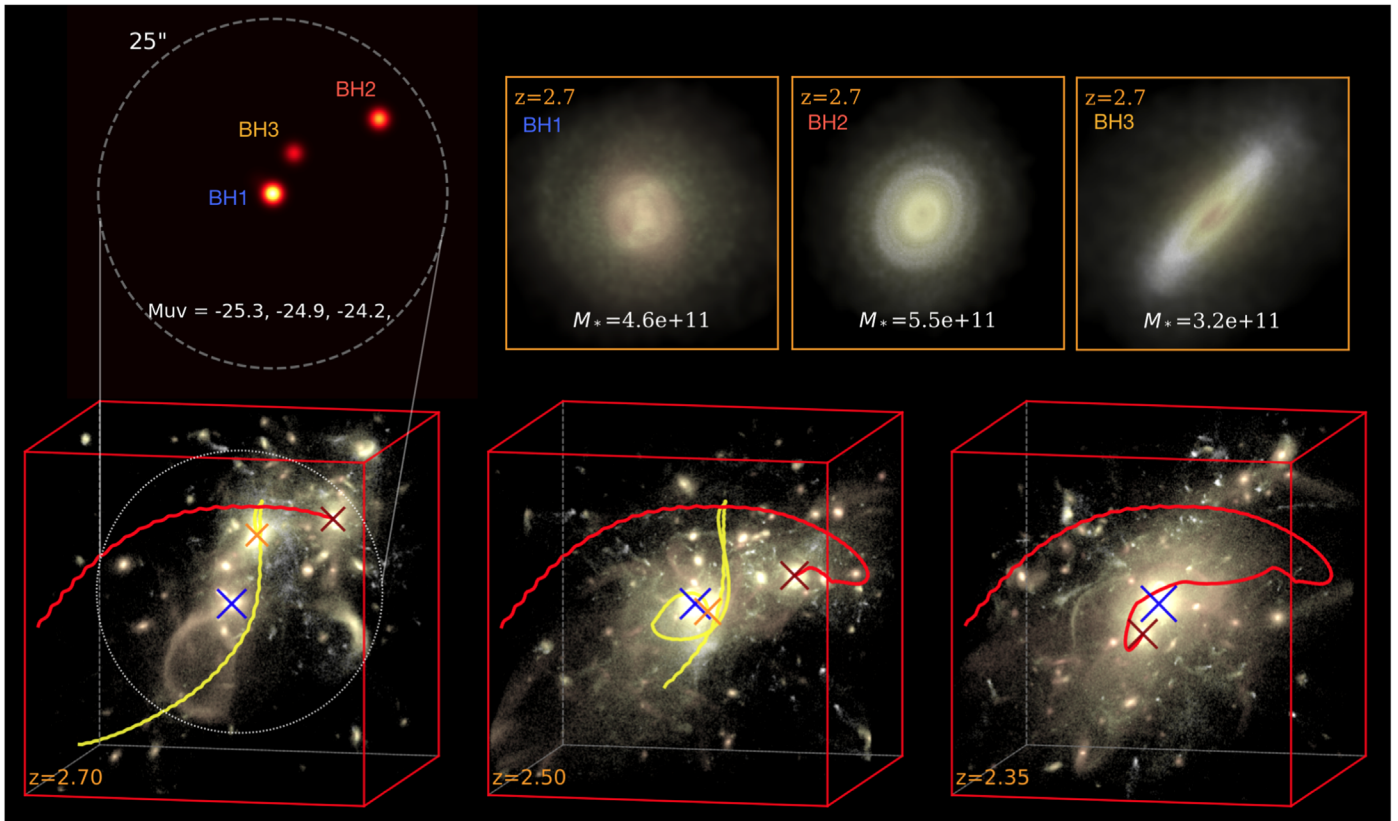 25"
BH2
BH3
BH1
Muv = -25.3, -24.9, -24.2,
z=2.7
BH1
M*=4.6e+11
z=2.7
BH2
M*=5.5e+11
z=2.7
BH3
M*=3.2e+11
z=2.70
z=2.50
z=2.35